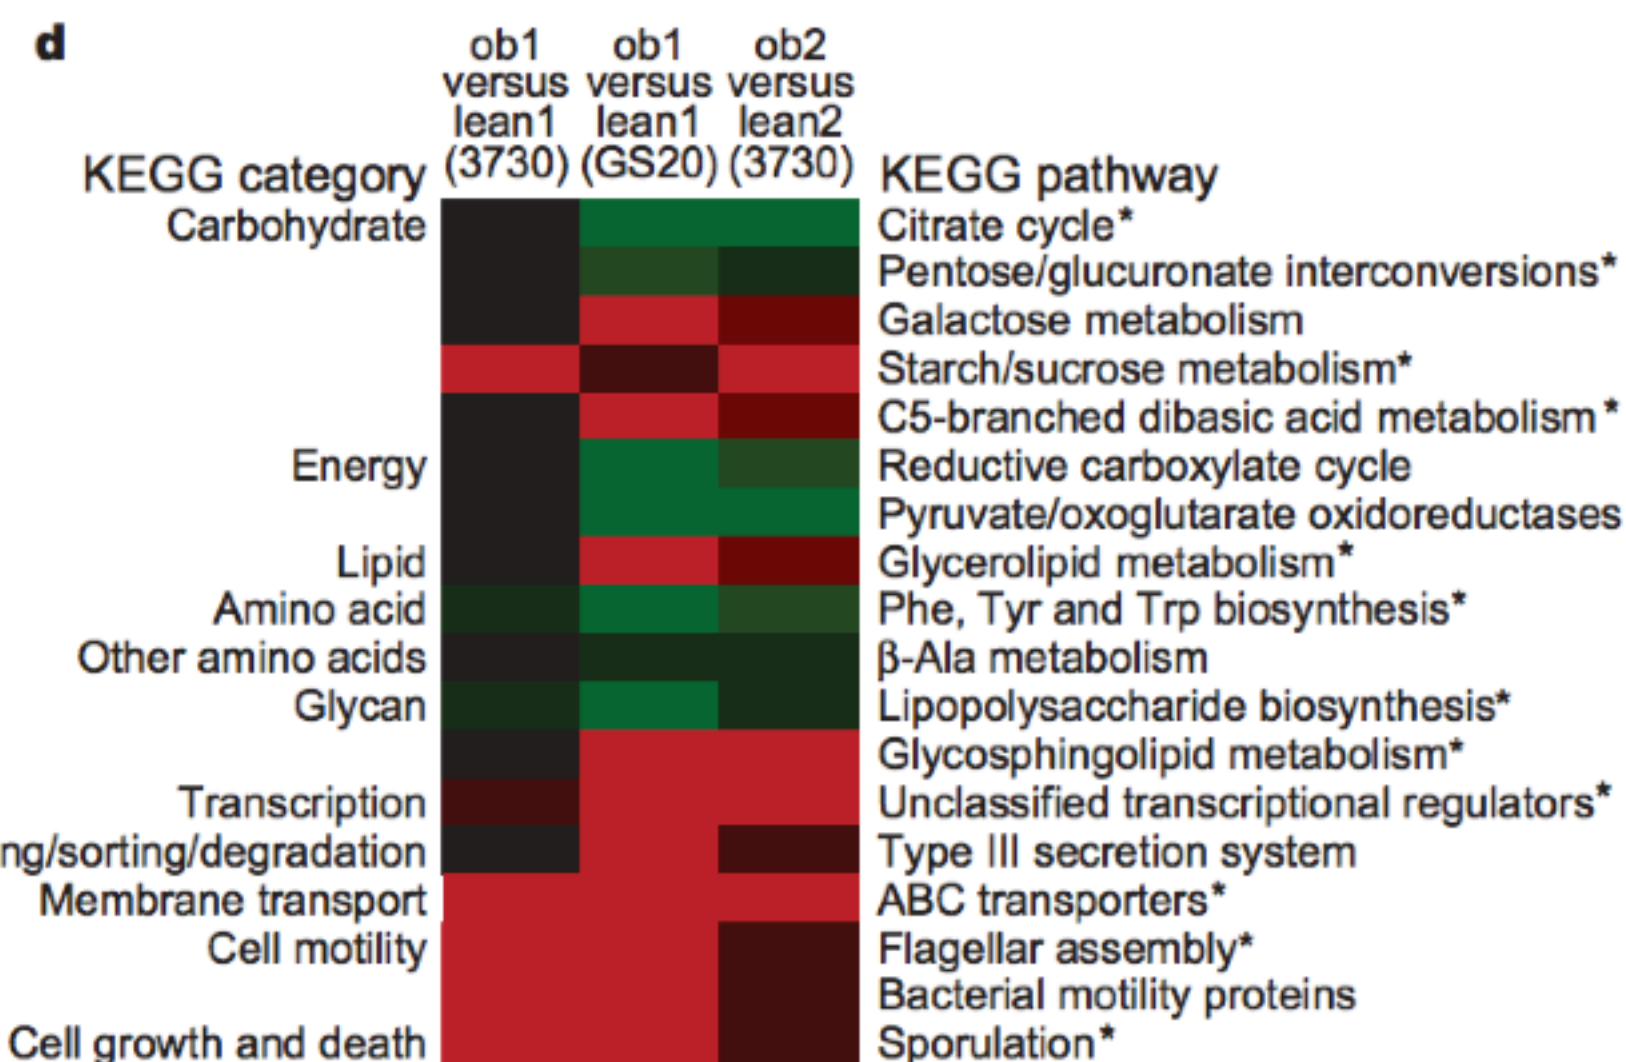 d
ob1 versus lean1 (3730)
ob1 versus lean1 (GS20)
ob2 versus lean2 (3730)
KEGG category
KEGG pathway
Carbohydrate
Citrate cycle*
Pentose/glucuronate interconversions*
Galactose metabolism
Starch/sucrose metabolism*
C5-branched dibasic acid metabolism*
Energy
Reductive carboxylate cycle
Pyruvate/oxoglutarate oxidoreductases
Lipid
Glycerolipid metabolism*
Amino acid
Phe, Tyr and Trp biosynthesis*
Other amino acids
β-Ala metabolism
Glycan
Lipopolysaccharide biosynthesis*
Glycosphingolipid metabolism*
Transcription
Unclassified transcriptional regulators*
ng/sorting/degradation
Type III secretion system
Membrane transport
ABC transporters*
Cell motility
Flagellar assembly*
Bacterial motility proteins
Cell growth and death
Sporulation*